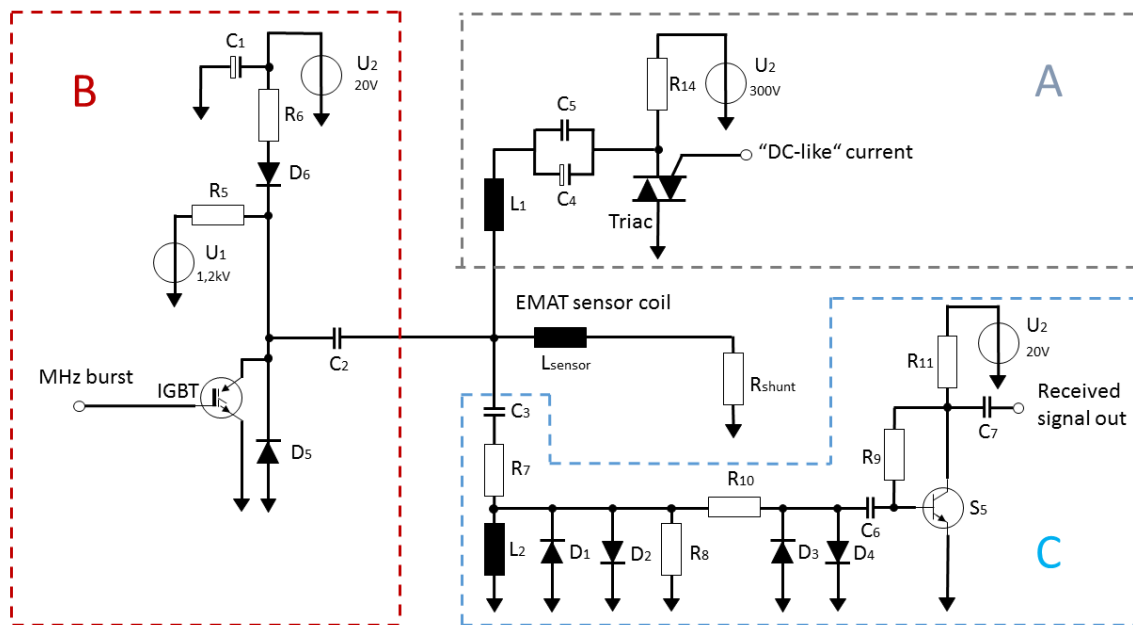 B
C1
U2
20V
R6
D6
R5
U1
1,2kV
MHz burst
IGBT
D5
C2
A
R14
U2
300V
C5
C4
“DC-like“ current
L1
Triac
EMAT sensor coil
Lsensor
Rshunt
C3
R7
L2
D1
D2
R8
R10
D3
D4
C6
R9
R11
U2
20V
C7
Received
signal out
S5
C